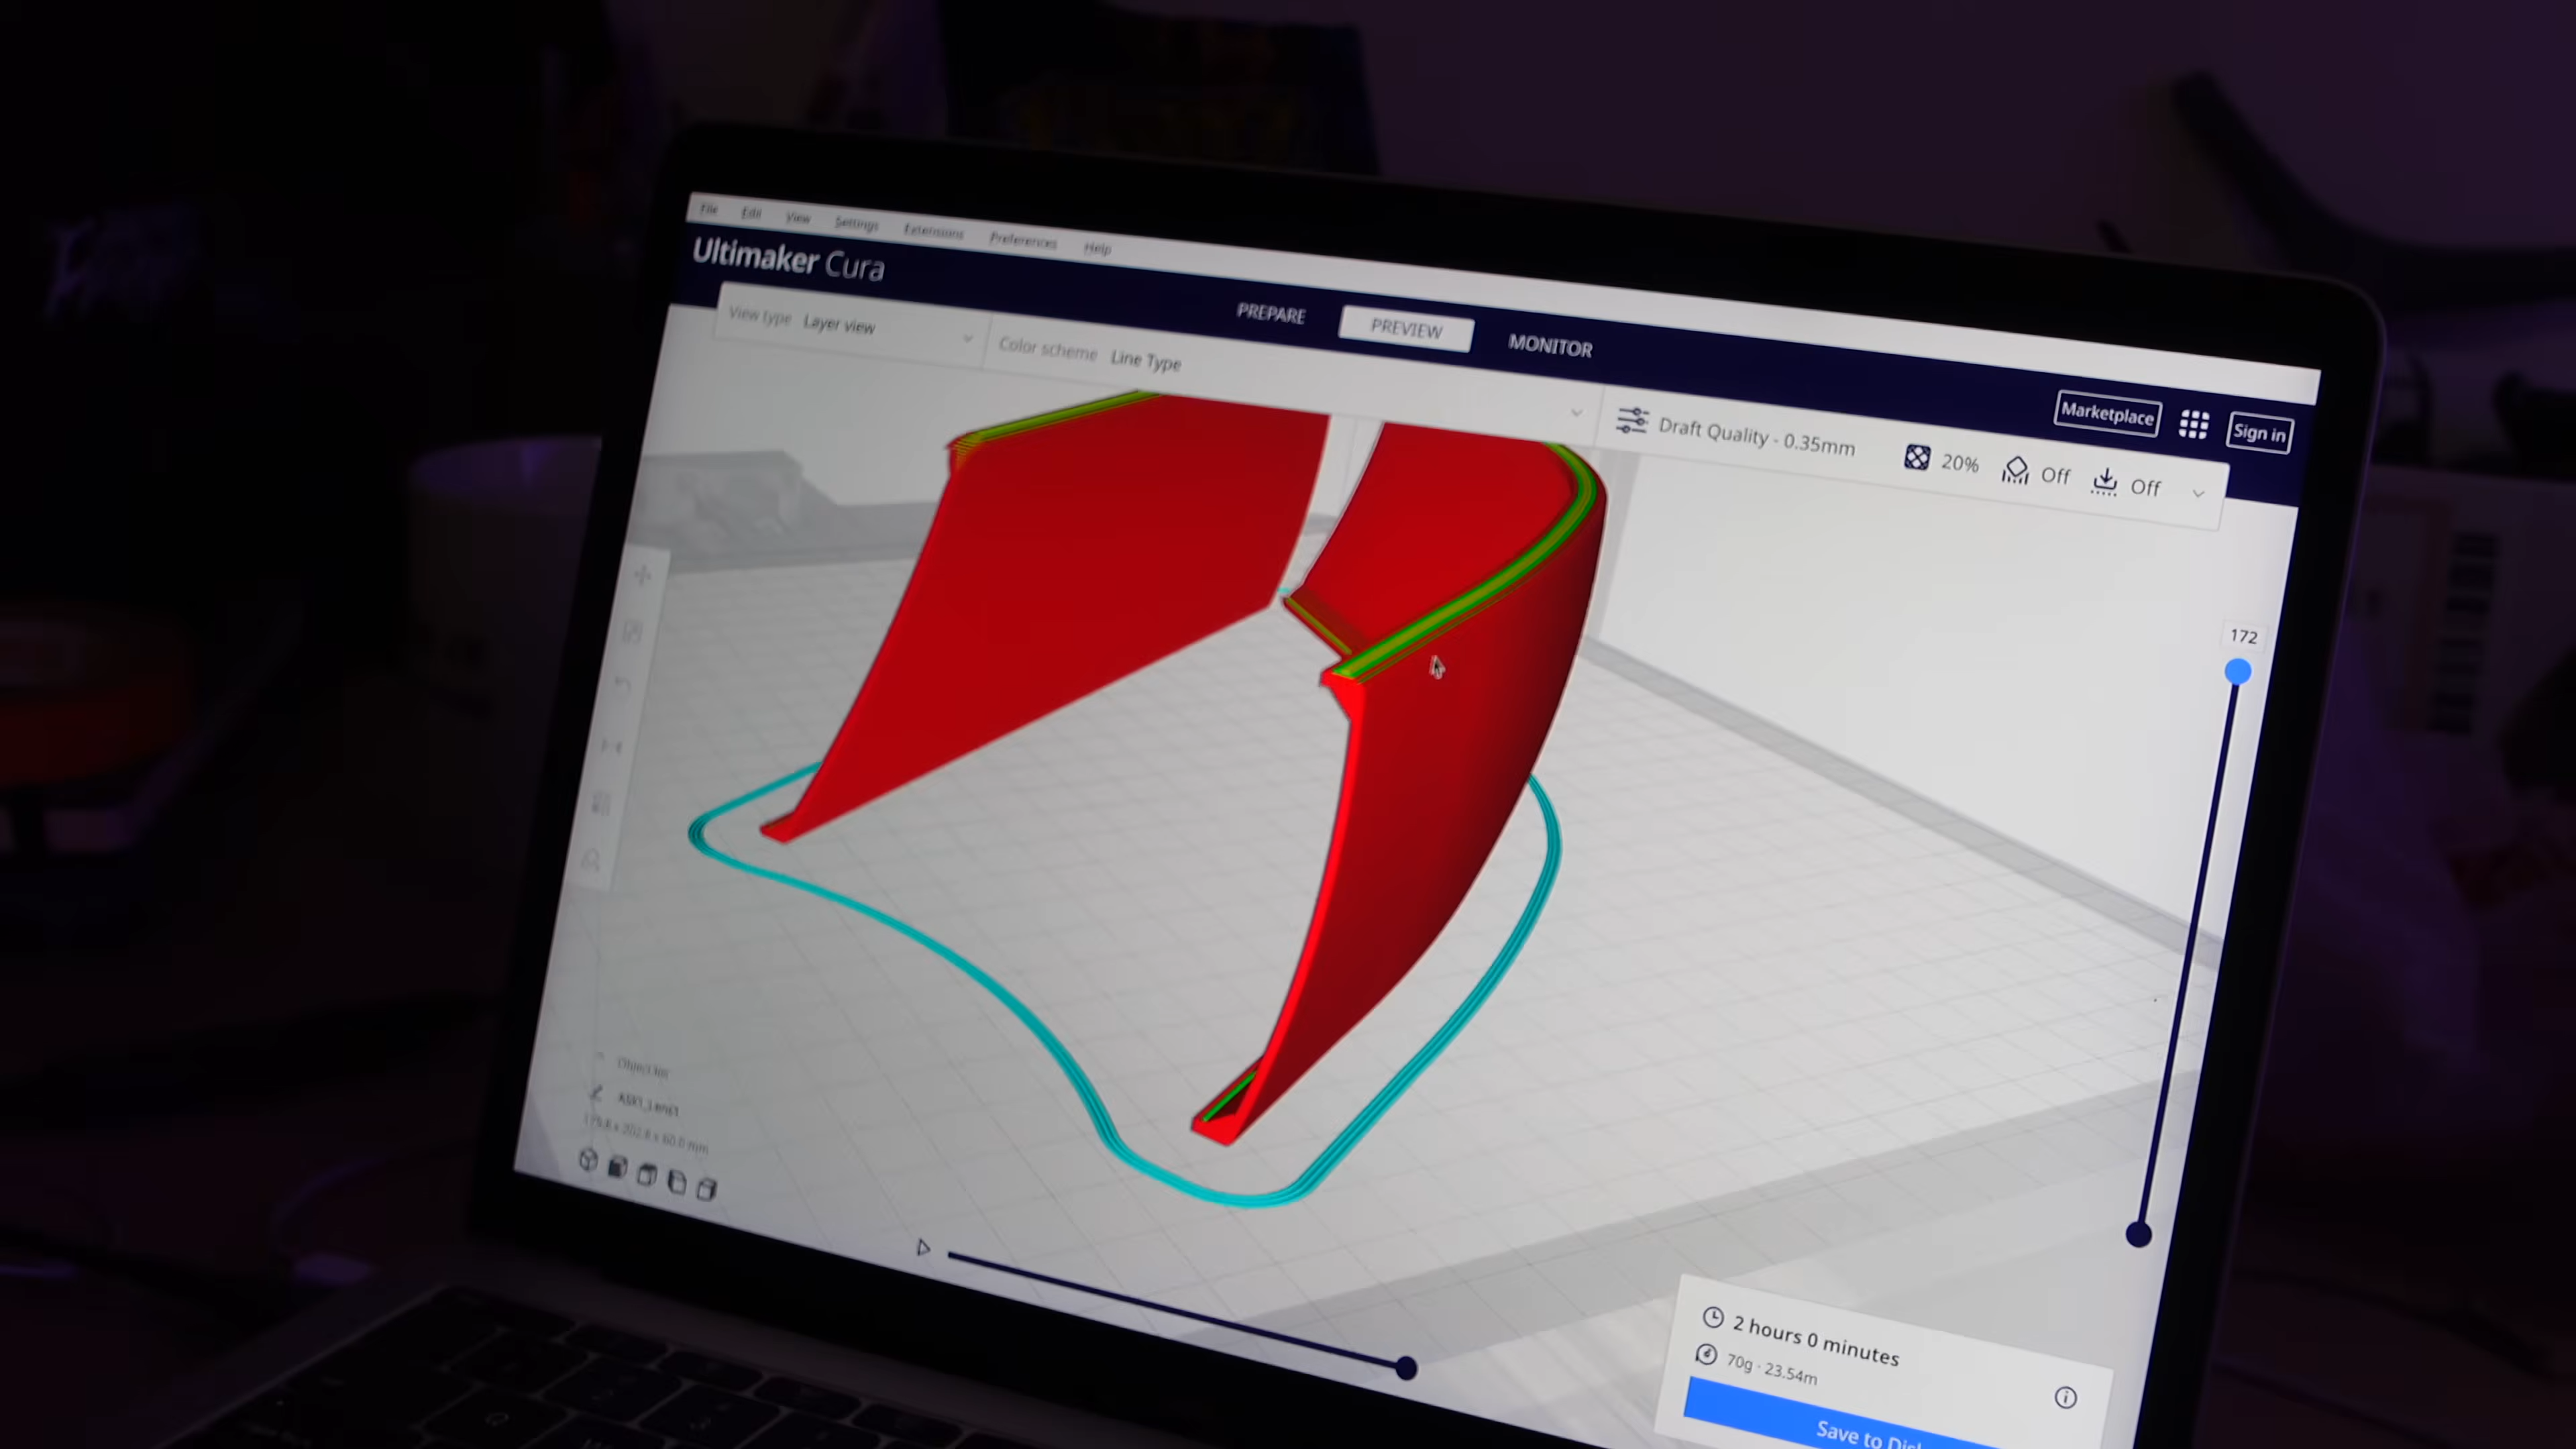 File Edit View Settings Extensions Preferences Help
Ultimaker Cura
PREPARE PREVIEW MONITOR
Marketplace Sign in
View type Layer view
Color scheme Line Type
Draft Quality - 0.35mm 20% Off Off
172
2 hours 0 minutes
70g · 23.54m
Save to